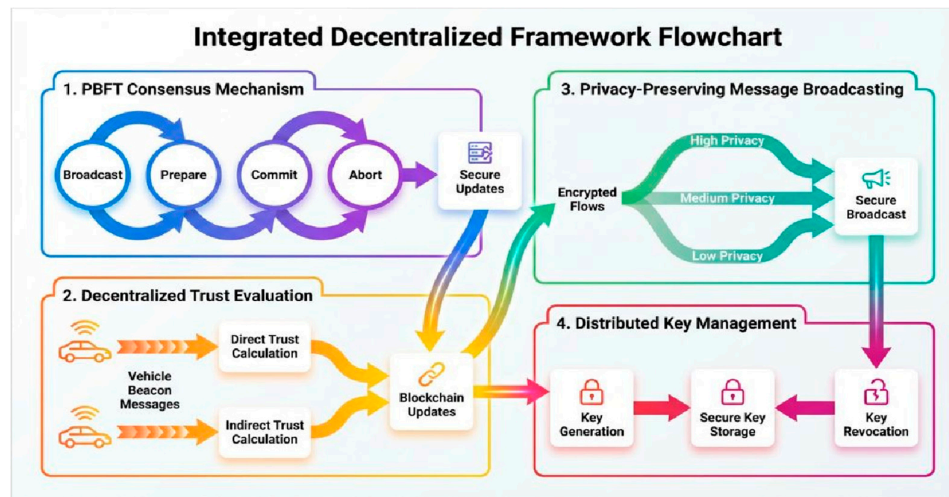 Integrated Decentralized Framework Flowchart
1. PBFT Consensus Mechanism
Broadcast
Prepare
Commit
Abort
Secure
Updates
2. Decentralized Trust Evaluation
Vehicle
Beacon
Messages
Direct Trust
Calculation
Indirect Trust
Calculation
Blockchain
Updates
3. Privacy-Preserving Message Broadcasting
Encrypted
Flows
High Privacy
Medium Privacy
Low Privacy
Secure
Broadcast
4. Distributed Key Management
Key
Generation
Secure Key
Storage
Key
Revocation